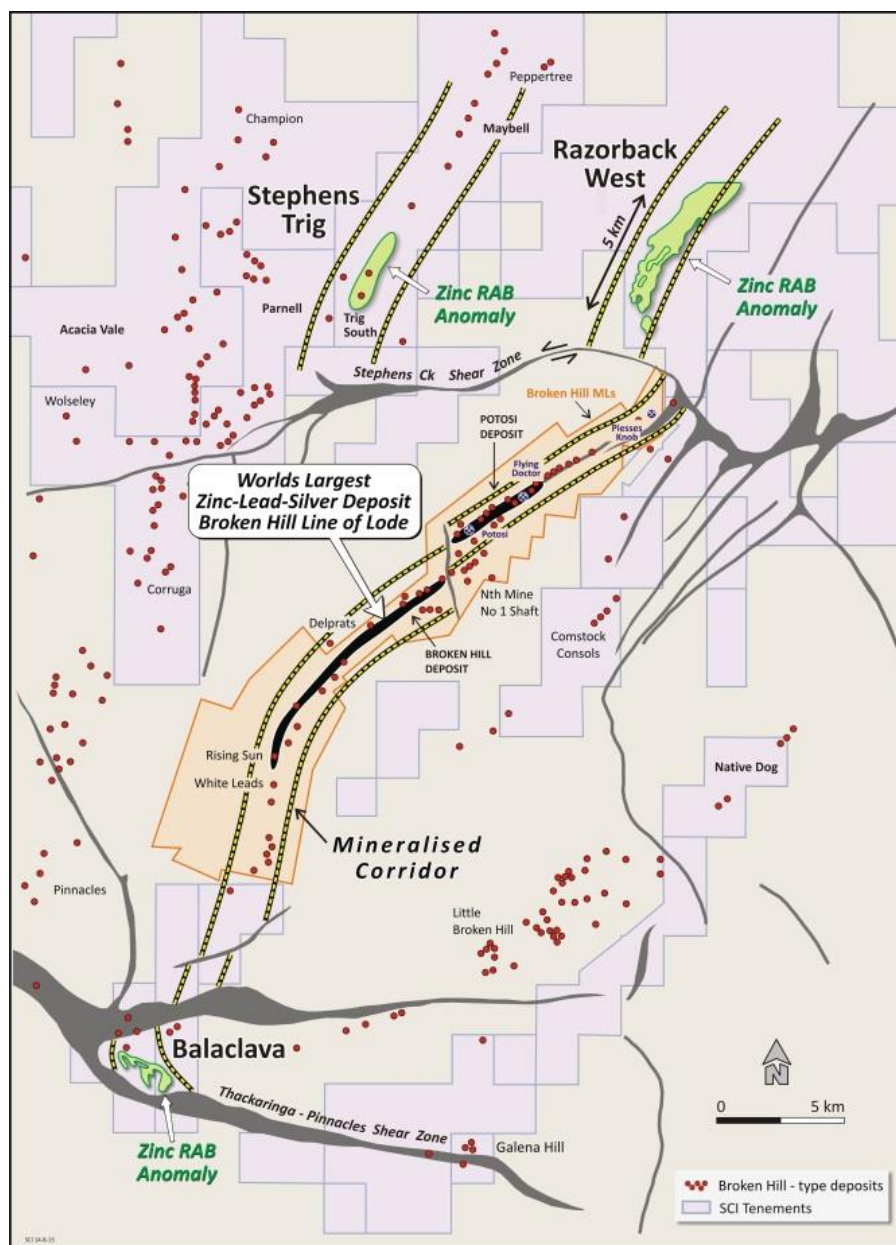 Peppertree
Champion
Maybell
Razorback
West
Stephens
Trig
5 km
Zinc RAB
Anomaly
Zinc RAB
Anomaly
Parnell
Trig
South
Acacia Vale
Stephens Ck Shear Zone
Wolseley
Broken Hill MLs
POTOSI
DEPOSIT
Piesses
Knob
Flying
Doctor
Worlds Largest
Zinc-Lead-Silver Deposit
Broken Hill Line of Lode
Potosi
Corruga
Nth Mine
No 1 Shaft
Delprats
BROKEN HILL
DEPOSIT
Comstock
Consols
Rising Sun
White Leads
Native Dog
Mineralised
Corridor
Pinnacles
Little
Broken Hill
Balaclava
N
Thackaringa - Pinnacles Shear Zone
0 5 km
Zinc RAB
Anomaly
Galena Hill
Broken Hill - type deposits
SCI Tenements